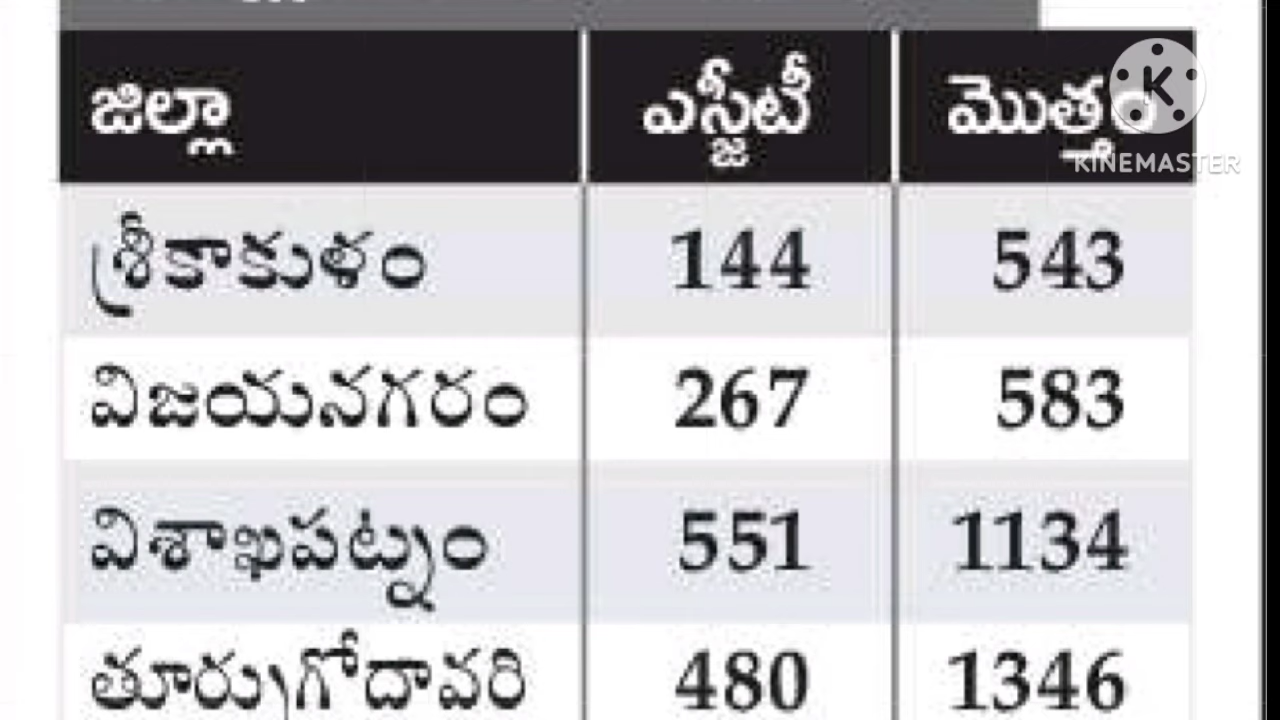 జిల్లా ఎస్జీటీ మొత్తం
KINEMASTER
శ్రీకాకుళం 144 543
విజయనగరం 267 583
విశాఖపట్నం 551 1134
తూర్పుగోదావరి 480 1346